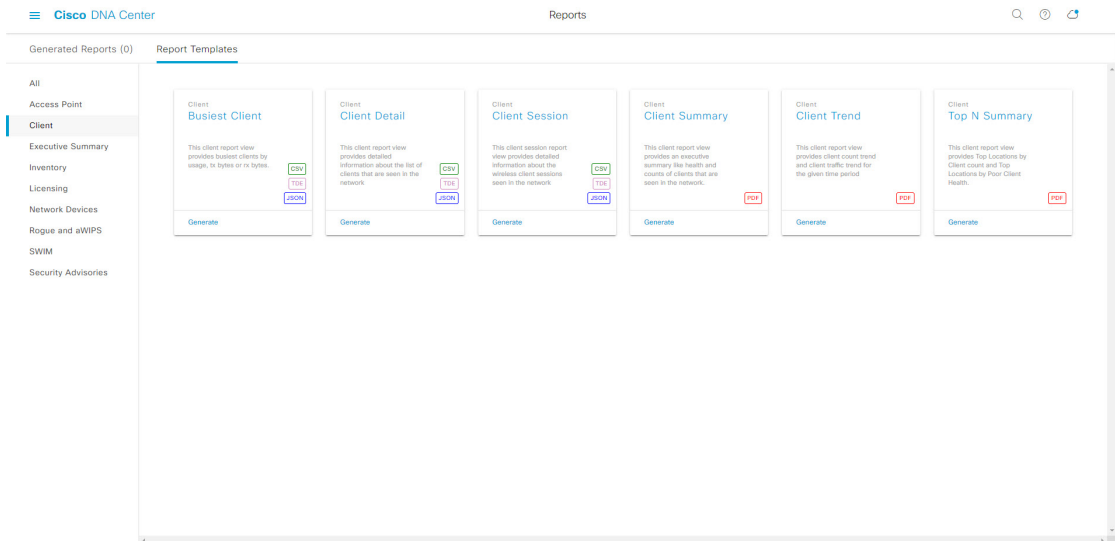 Cisco DNA Center
Reports
Generated Reports (0)
Report Templates
All
Access Point
Client
Executive Summary
Inventory
Licensing
Network Devices
Rogue and aWIPS
SWIM
Security Advisories
Client
Busiest Client
This client report view
provides busiest clients by
usage, tx bytes or rx bytes.
CSV
TDE
JSON
Generate
Client
Client Detail
This client report view
provides detailed
information about the list of
clients that are seen in the
network
CSV
TDE
JSON
Generate
Client
Client Session
This client session report
view provides detailed
information about the
wireless client sessions
seen in the network
CSV
TDE
JSON
Generate
Client
Client Summary
This client report view
provides an executive
summary like health and
counts of clients that are
seen in the network.
PDF
Generate
Client
Client Trend
This client report view
provides client count trend
and client traffic trend for
the given time period
PDF
Generate
Client
Top N Summary
This client report view
provides Top Locations by
Client count and Top
Locations by Poor Client
Health.
PDF
Generate